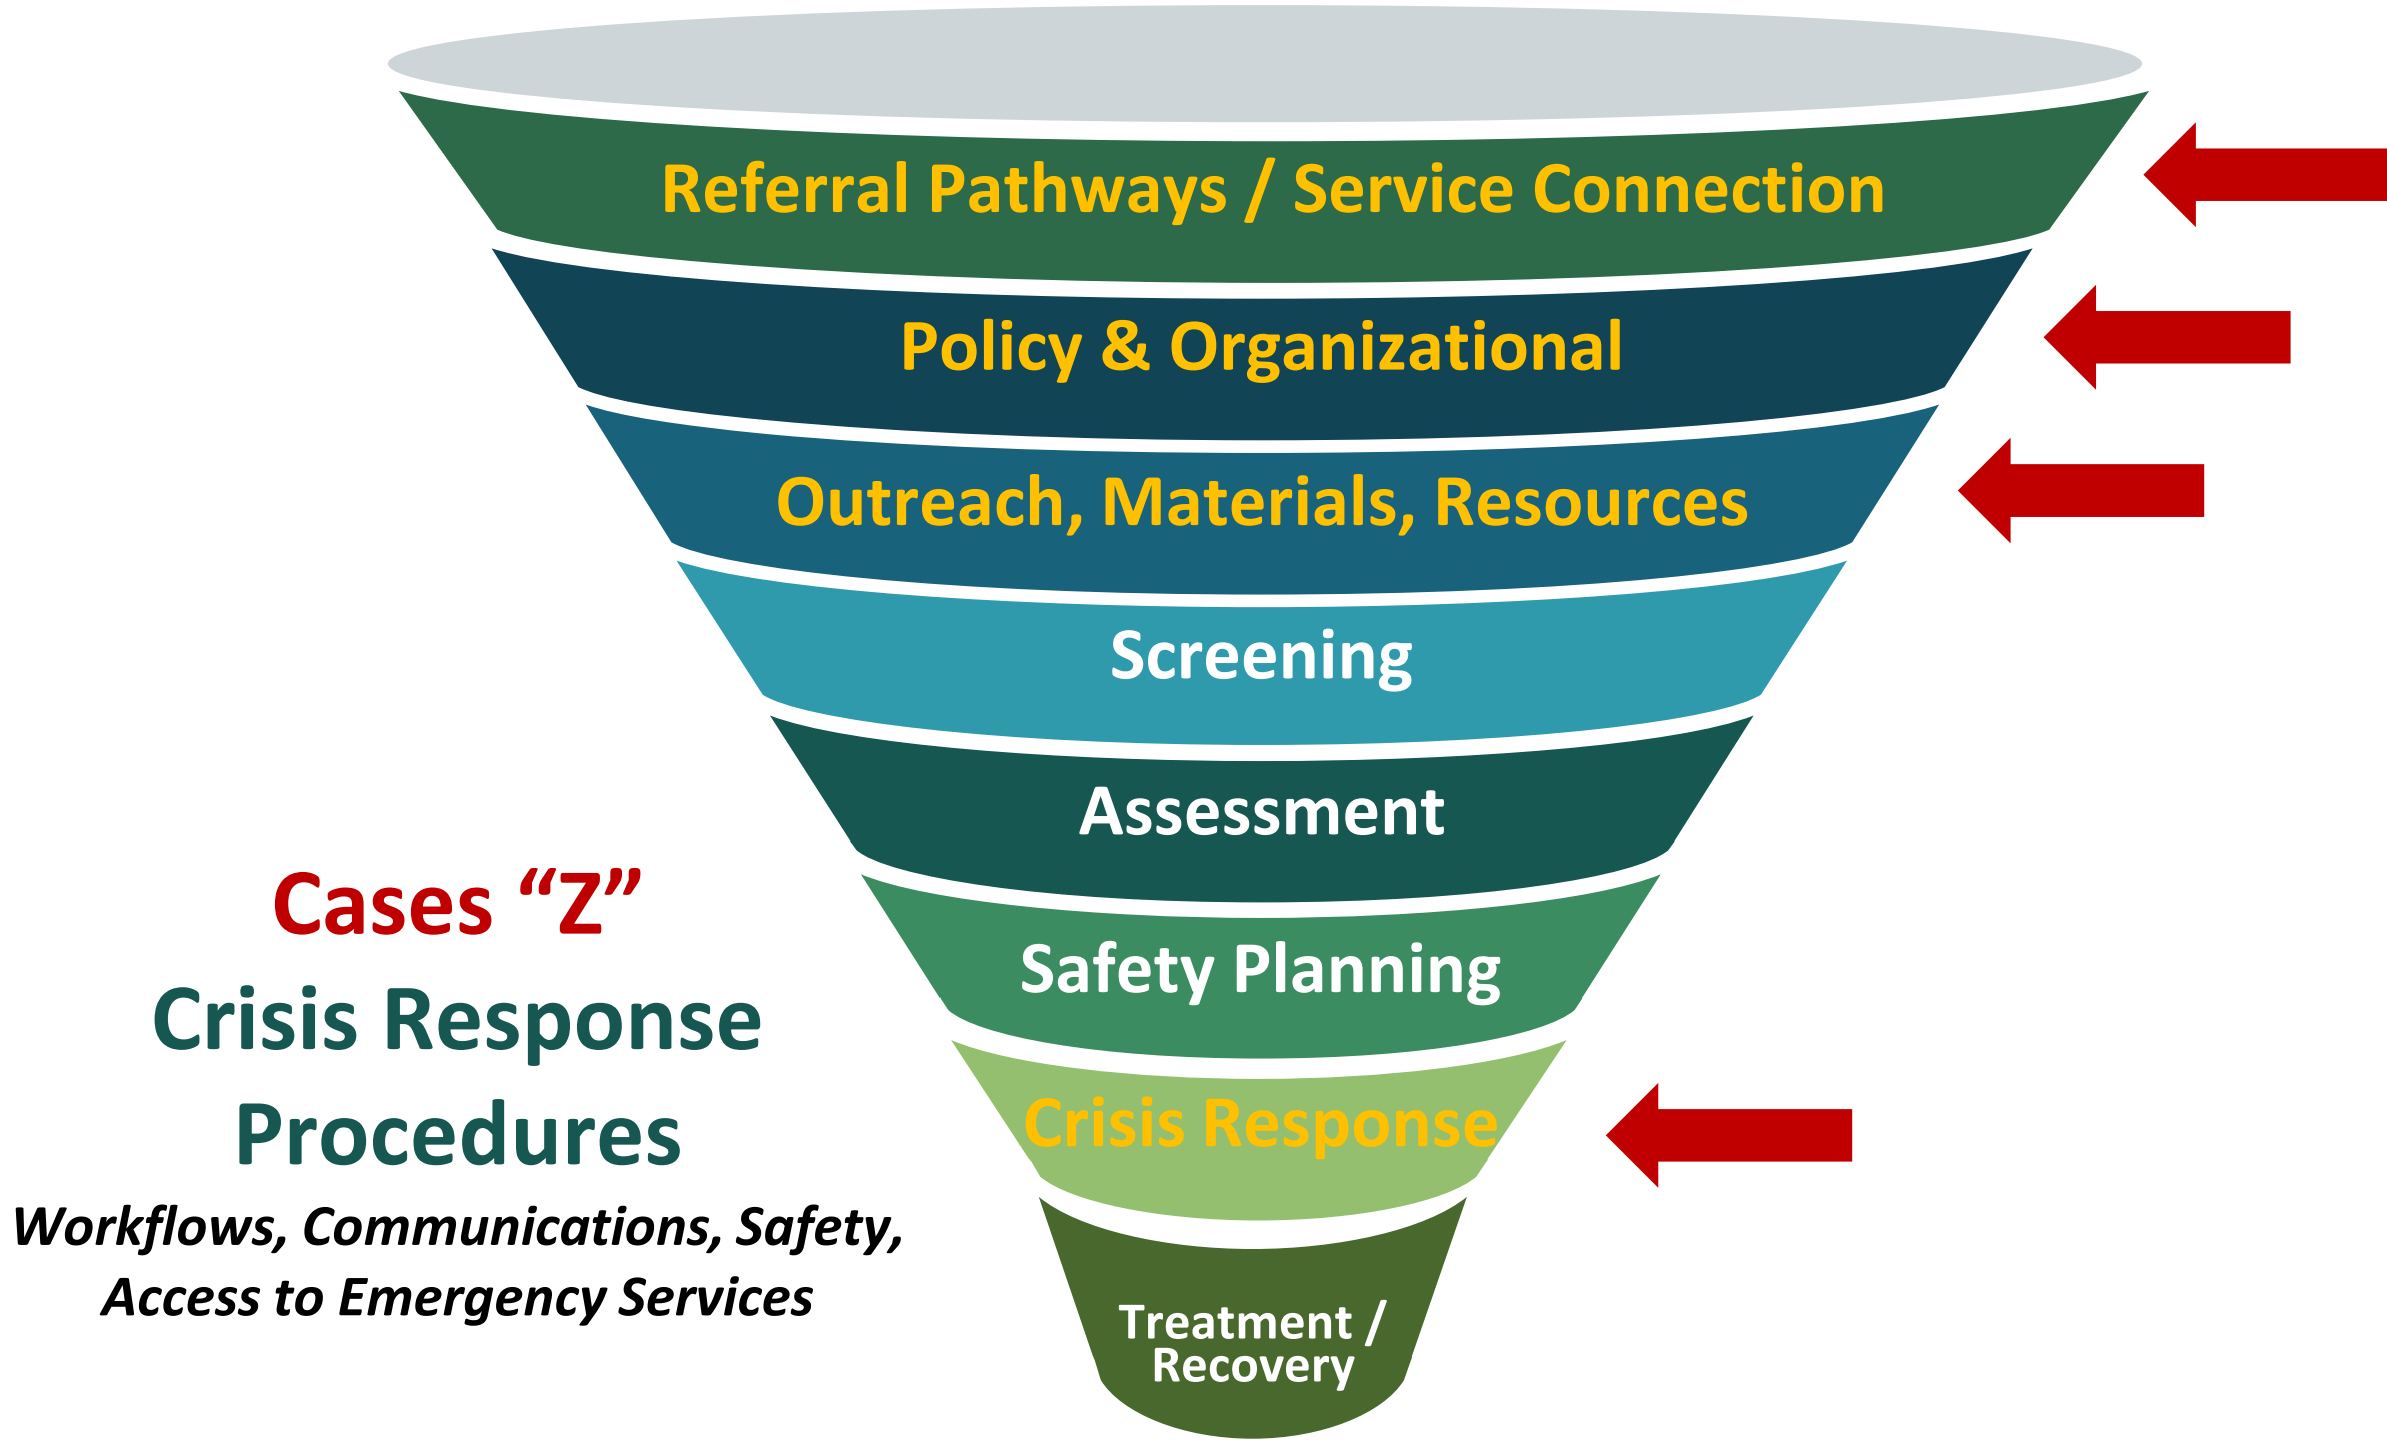 Referral Pathways / Service Connection
Policy & Organizational
Outreach, Materials, Resources
Screening
Assessment
Safety Planning
Crisis Response
Treatment /
Recovery
Cases “Z”
Crisis Response
Procedures
Workflows, Communications, Safety,
Access to Emergency Services